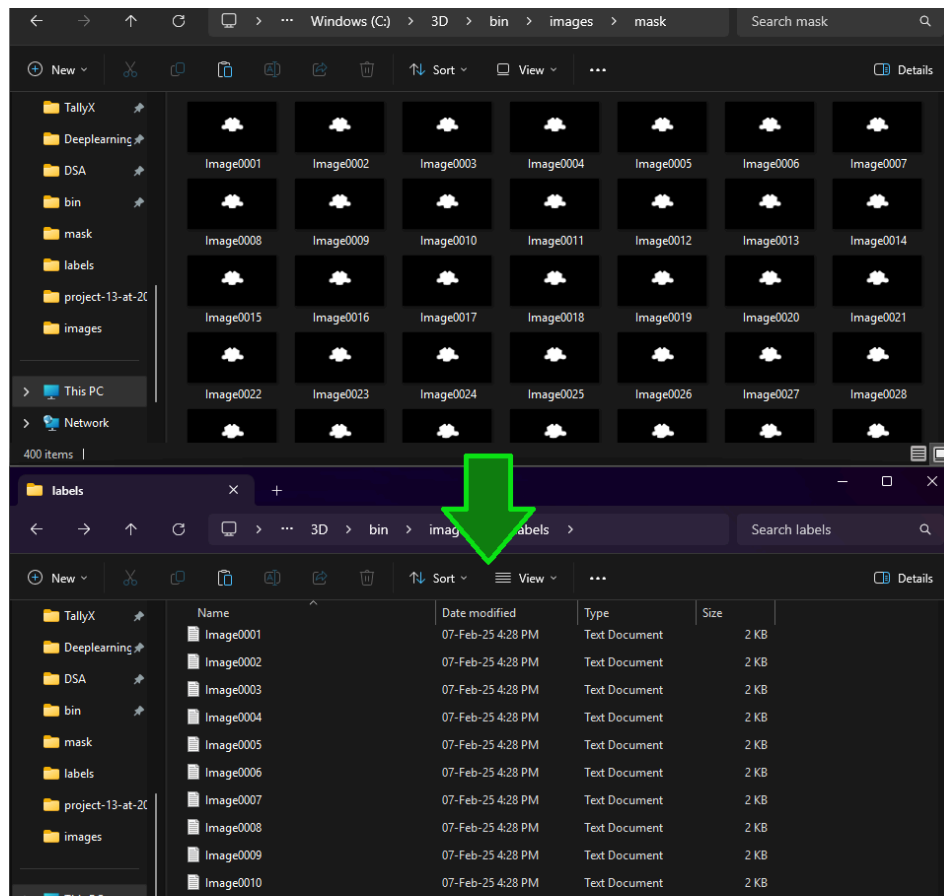 Windows (C:) > 3D > bin > images > mask Search mask
New Sort View Details
TallyX
Deeplearning
DSA
bin
mask
labels
project-13-at-20
images
This PC
Network
Image0001 Image0002 Image0003 Image0004 Image0005 Image0006 Image0007
Image0008 Image0009 Image0010 Image0011 Image0012 Image0013 Image0014
Image0015 Image0016 Image0017 Image0018 Image0019 Image0020 Image0021
Image0022 Image0023 Image0024 Image0025 Image0026 Image0027 Image0028
400 items
labels
3D > bin > > Search labels
New Sort View Details
TallyX
Deeplearning
DSA
bin
mask
labels
project-13-at-20
images
Name Date modified Type Size
Image0001 07-Feb-25 4:28 PM Text Document 2 KB
Image0002 07-Feb-25 4:28 PM Text Document 2 KB
Image0003 07-Feb-25 4:28 PM Text Document 2 KB
Image0004 07-Feb-25 4:28 PM Text Document 2 KB
Image0005 07-Feb-25 4:28 PM Text Document 2 KB
Image0006 07-Feb-25 4:28 PM Text Document 2 KB
Image0007 07-Feb-25 4:28 PM Text Document 2 KB
Image0008 07-Feb-25 4:28 PM Text Document 2 KB
Image0009 07-Feb-25 4:28 PM Text Document 2 KB
Image0010 07-Feb-25 4:28 PM Text Document 2 KB